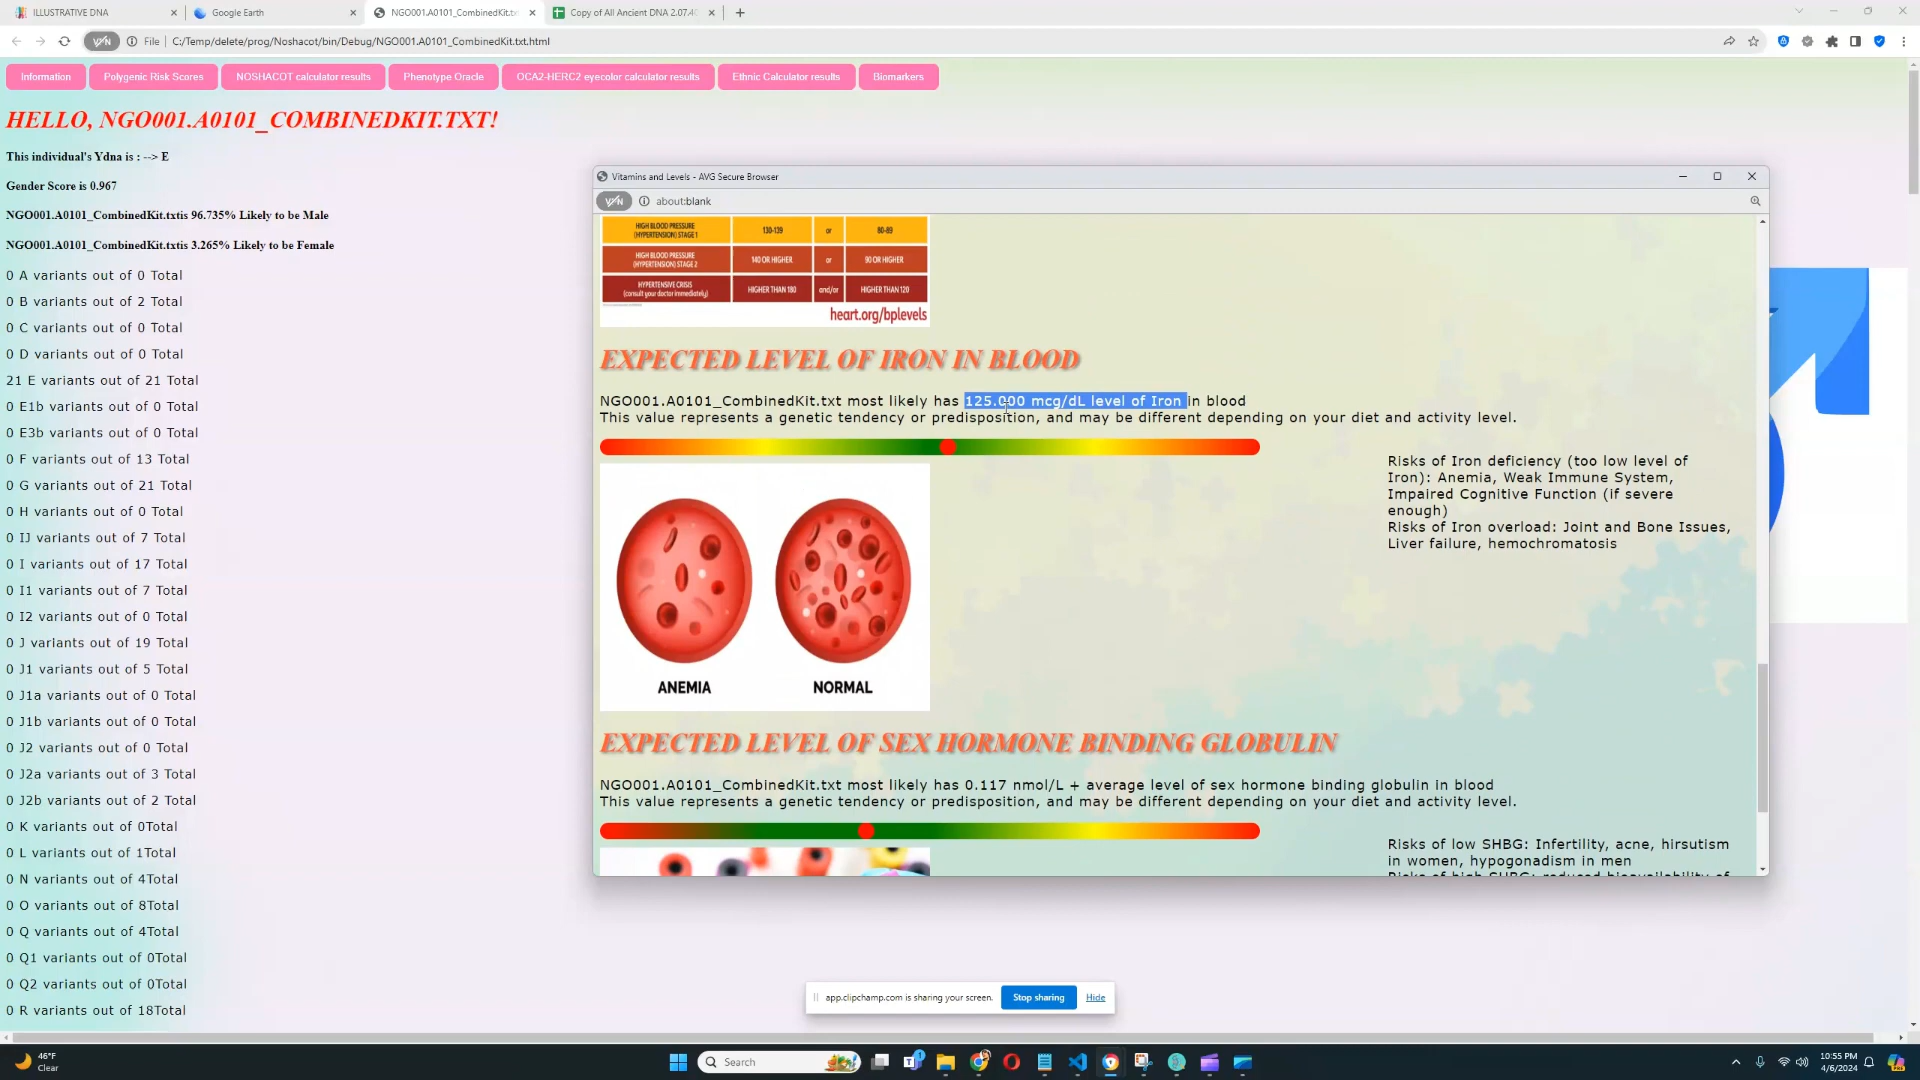 ILLUSTRATIVE DNA
Google Earth
NGO001.A0101_CombinedKit.tx
Copy of All Ancient DNA 2.07.4
File
C:/Temp/delete/prog/Noshacot/bin/Debug/NGO001.A0101_CombinedKit.txt.html
Information
Polygenic Risk Scores
NOSHACOT calculator results
Phenotype Oracle
OCA2-HERC2 eyecolor calculator results
Ethnic Calculator results
Biomarkers
HELLO, NGO001.A0101_COMBINEDKIT.TXT!
This individual's Ydna is : --> E
Gender Score is 0.967
NGO001.A0101_CombinedKit.txtis 96.735% Likely to be Male
NGO001.A0101_CombinedKit.txtis 3.265% Likely to be Female
0 A variants out of 0 Total
0 B variants out of 2 Total
0 C variants out of 0 Total
0 D variants out of 0 Total
21 E variants out of 21 Total
0 E1b variants out of 0 Total
0 E3b variants out of 0 Total
0 F variants out of 13 Total
0 G variants out of 21 Total
0 H variants out of 0 Total
0 IJ variants out of 7 Total
0 I variants out of 17 Total
0 I1 variants out of 7 Total
0 I2 variants out of 0 Total
0 J variants out of 19 Total
0 J1 variants out of 5 Total
0 J1a variants out of 0 Total
0 J1b variants out of 0 Total
0 J2 variants out of 0 Total
0 J2a variants out of 3 Total
0 J2b variants out of 2 Total
0 K variants out of 0Total
0 L variants out of 1Total
0 N variants out of 4Total
0 O variants out of 8Total
0 Q variants out of 4Total
0 Q1 variants out of 0Total
0 Q2 variants out of 0Total
0 R variants out of 18Total
Vitamins and Levels - AVG Secure Browser
about:blank
HIGH BLOOD PRESSURE
(HYPERTENSION) STAGE 1
130-139
or
80-89
HIGH BLOOD PRESSURE
(HYPERTENSION) STAGE 2
140 OR HIGHER
or
90 OR HIGHER
HYPERTENSIVE CRISIS
(consult your doctor immediately)
HIGHER THAN 180
and/or
HIGHER THAN 120
heart.org/bplevels
EXPECTED LEVEL OF IRON IN BLOOD
NGO001.A0101_CombinedKit.txt most likely has 125.000 mcg/dL level of Iron in blood
This value represents a genetic tendency or predisposition, and may be different depending on your diet and activity level.
Risks of Iron deficiency (too low level of
Iron): Anemia, Weak Immune System,
Impaired Cognitive Function (if severe
enough)
Risks of Iron overload: Joint and Bone Issues,
Liver failure, hemochromatosis
ANEMIA
NORMAL
EXPECTED LEVEL OF SEX HORMONE BINDING GLOBULIN
NGO001.A0101_CombinedKit.txt most likely has 0.117 nmol/L + average level of sex hormone binding globulin in blood
This value represents a genetic tendency or predisposition, and may be different depending on your diet and activity level.
Risks of low SHBG: Infertility, acne, hirsutism
in women, hypogonadism in men
Risks of high SHBG: reduced bioavailability of
app.clipchamp.com is sharing your screen.
Stop sharing
Hide
46°F
Clear
Search
10:55 PM
4/6/2024